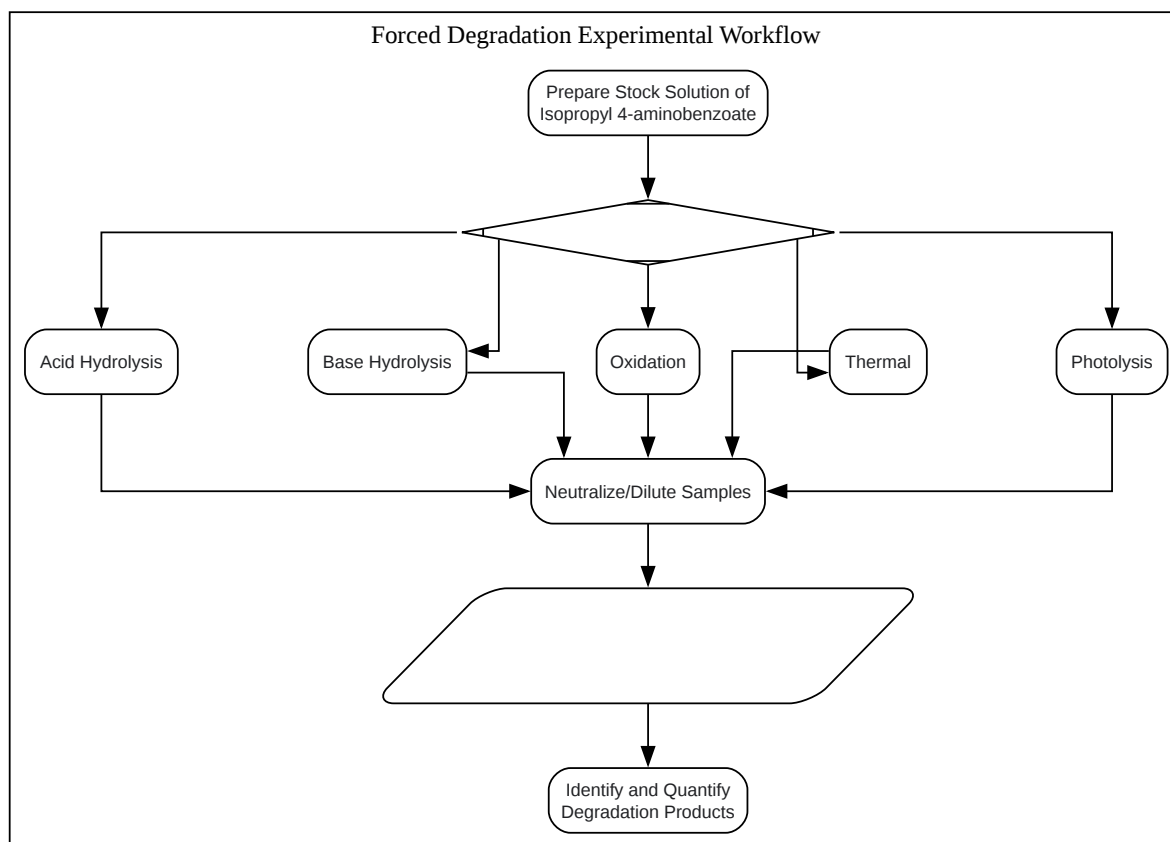 Forced Degradation Experimental Workflow
Prepare Stock Solution of
Isopropyl 4-aminobenzoate
Acid Hydrolysis
Base Hydrolysis
Oxidation
Thermal
Photolysis
Neutralize/Dilute Samples
Identify and Quantify
Degradation Products